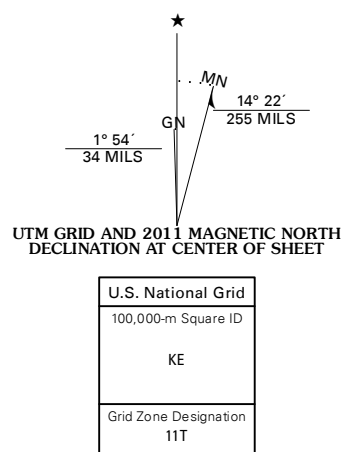 ★
MN
GN
14° 22´
255 MILS
1° 54´
34 MILS
UTM GRID AND 2011 MAGNETIC NORTH
DECLINATION AT CENTER OF SHEET
U.S. National Grid
100,000-m Square ID
KE
Grid Zone Designation
11T